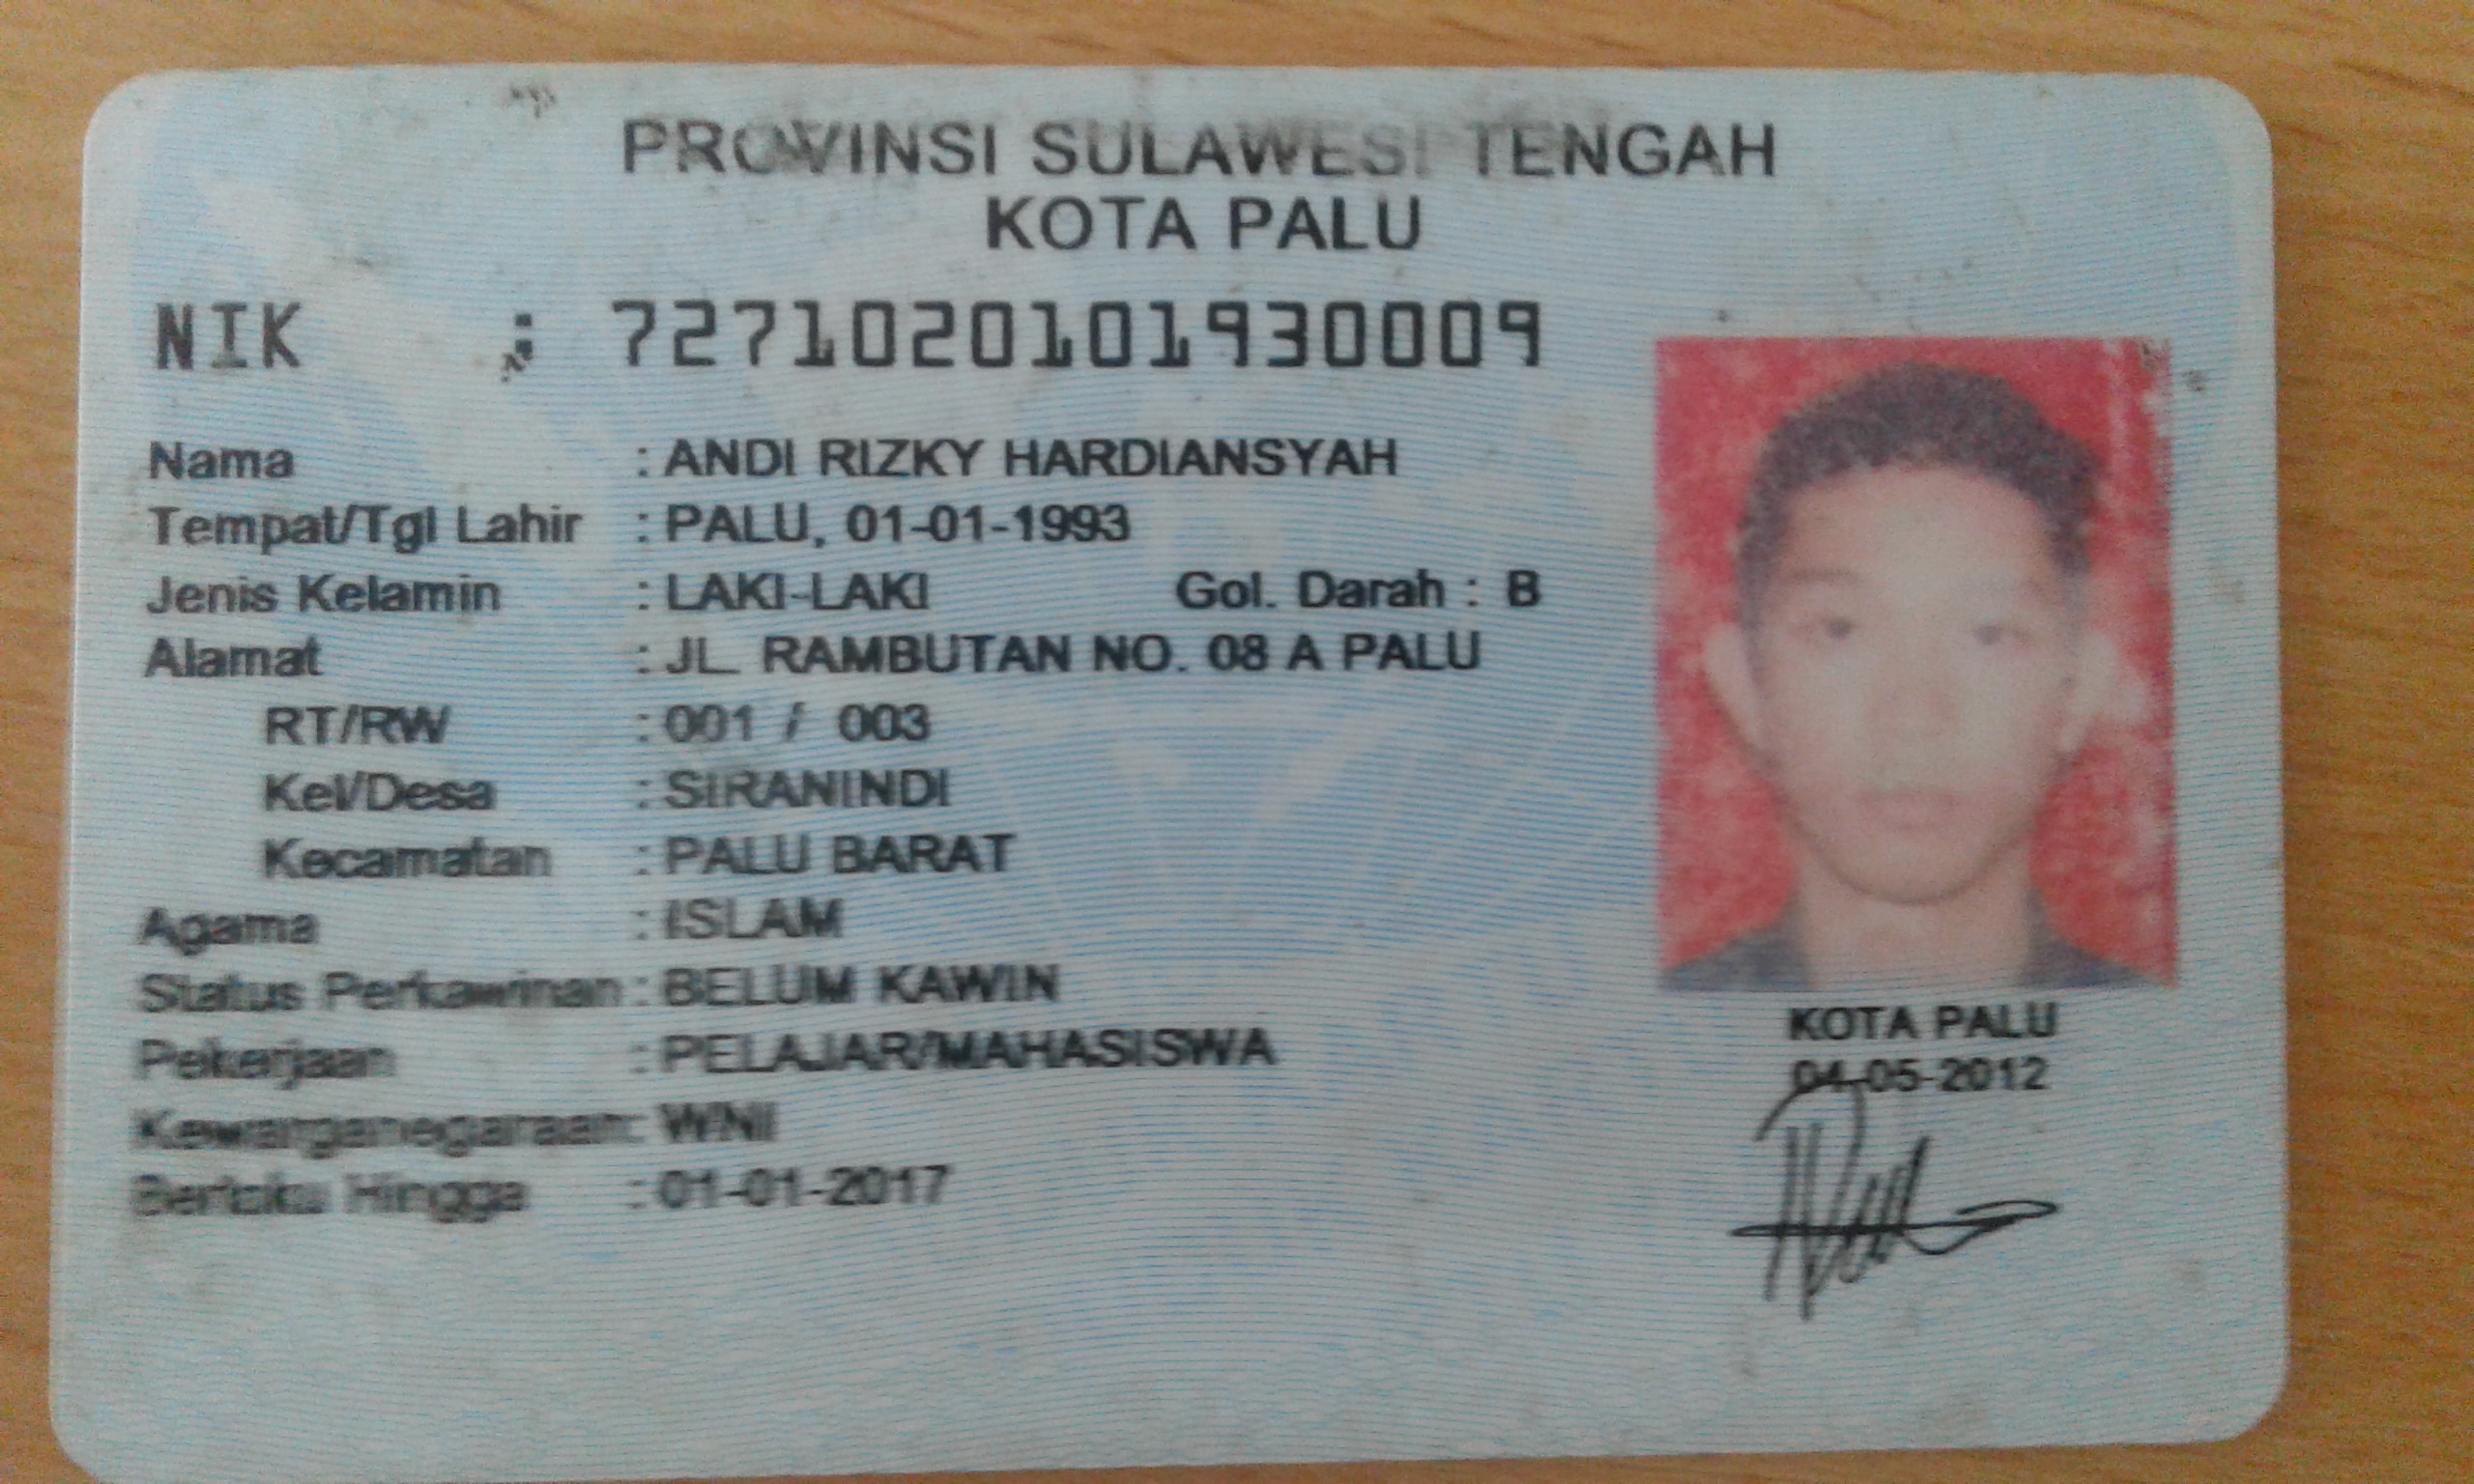 PROVINSI SULAWESI TENGAH
KOTA PALU
NIK : 7271020101930009
Nama : ANDI RIZKY HARDIANSYAH
Tempat/Tgl Lahir : PALU, 01-01-1993
Jenis Kelamin : LAKI-LAKI Gol. Darah : B
Alamat : JL. RAMBUTAN NO. 08 A PALU
RT/RW : 001 / 003
Kel/Desa : SIRANINDI
Kecamatan : PALU BARAT
Agama : ISLAM
Status Perkawinan : BELUM KAWIN
Pekerjaan : PELAJAR/MAHASISWA
Kewarganegaraan : WNI
Berlaku Hingga : 01-01-2017
KOTA PALU
04-05-2012